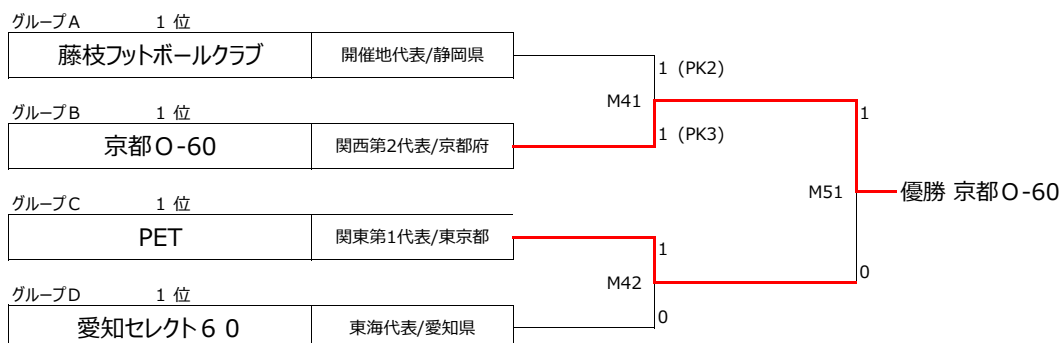 グループA 1 位
藤枝フットボールクラブ 開催地代表/静岡県
1 (PK2)
M41
グループB 1 位
京都O-60 関西第2代表/京都府
1 (PK3)
1
M51
優勝 京都O-60
グループC 1 位
PET 関東第1代表/東京都
1
M42
0
グループD 1 位
愛知セレクト60 東海代表/愛知県
0